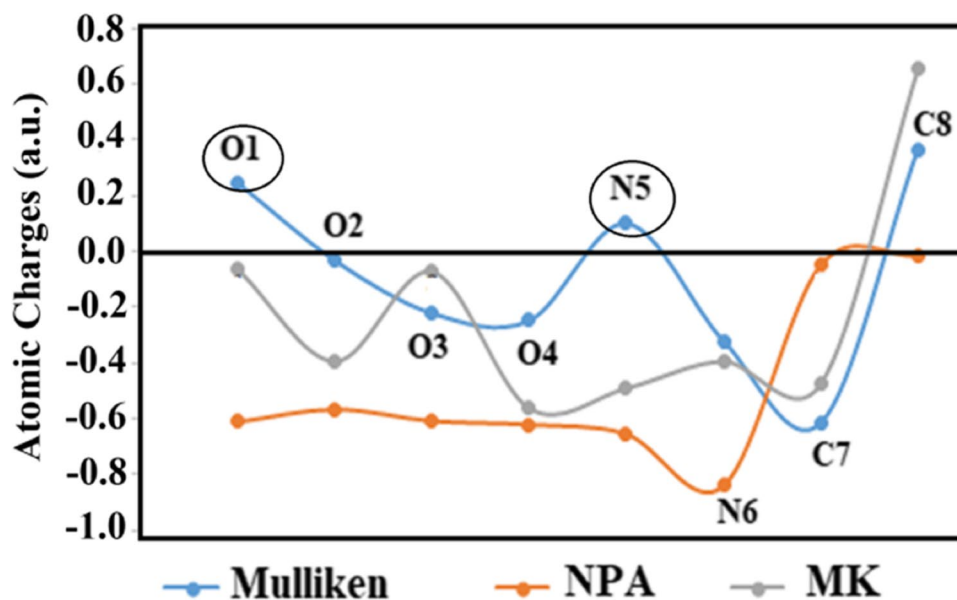 0.8
0.6
0.4
0.2
0.0
-0.2
-0.4
-0.6
-0.8
-1.0
Atomic Charges (a.u.)
O1
O2
O3
O4
N5
N6
C7
C8
Mulliken
NPA
MK